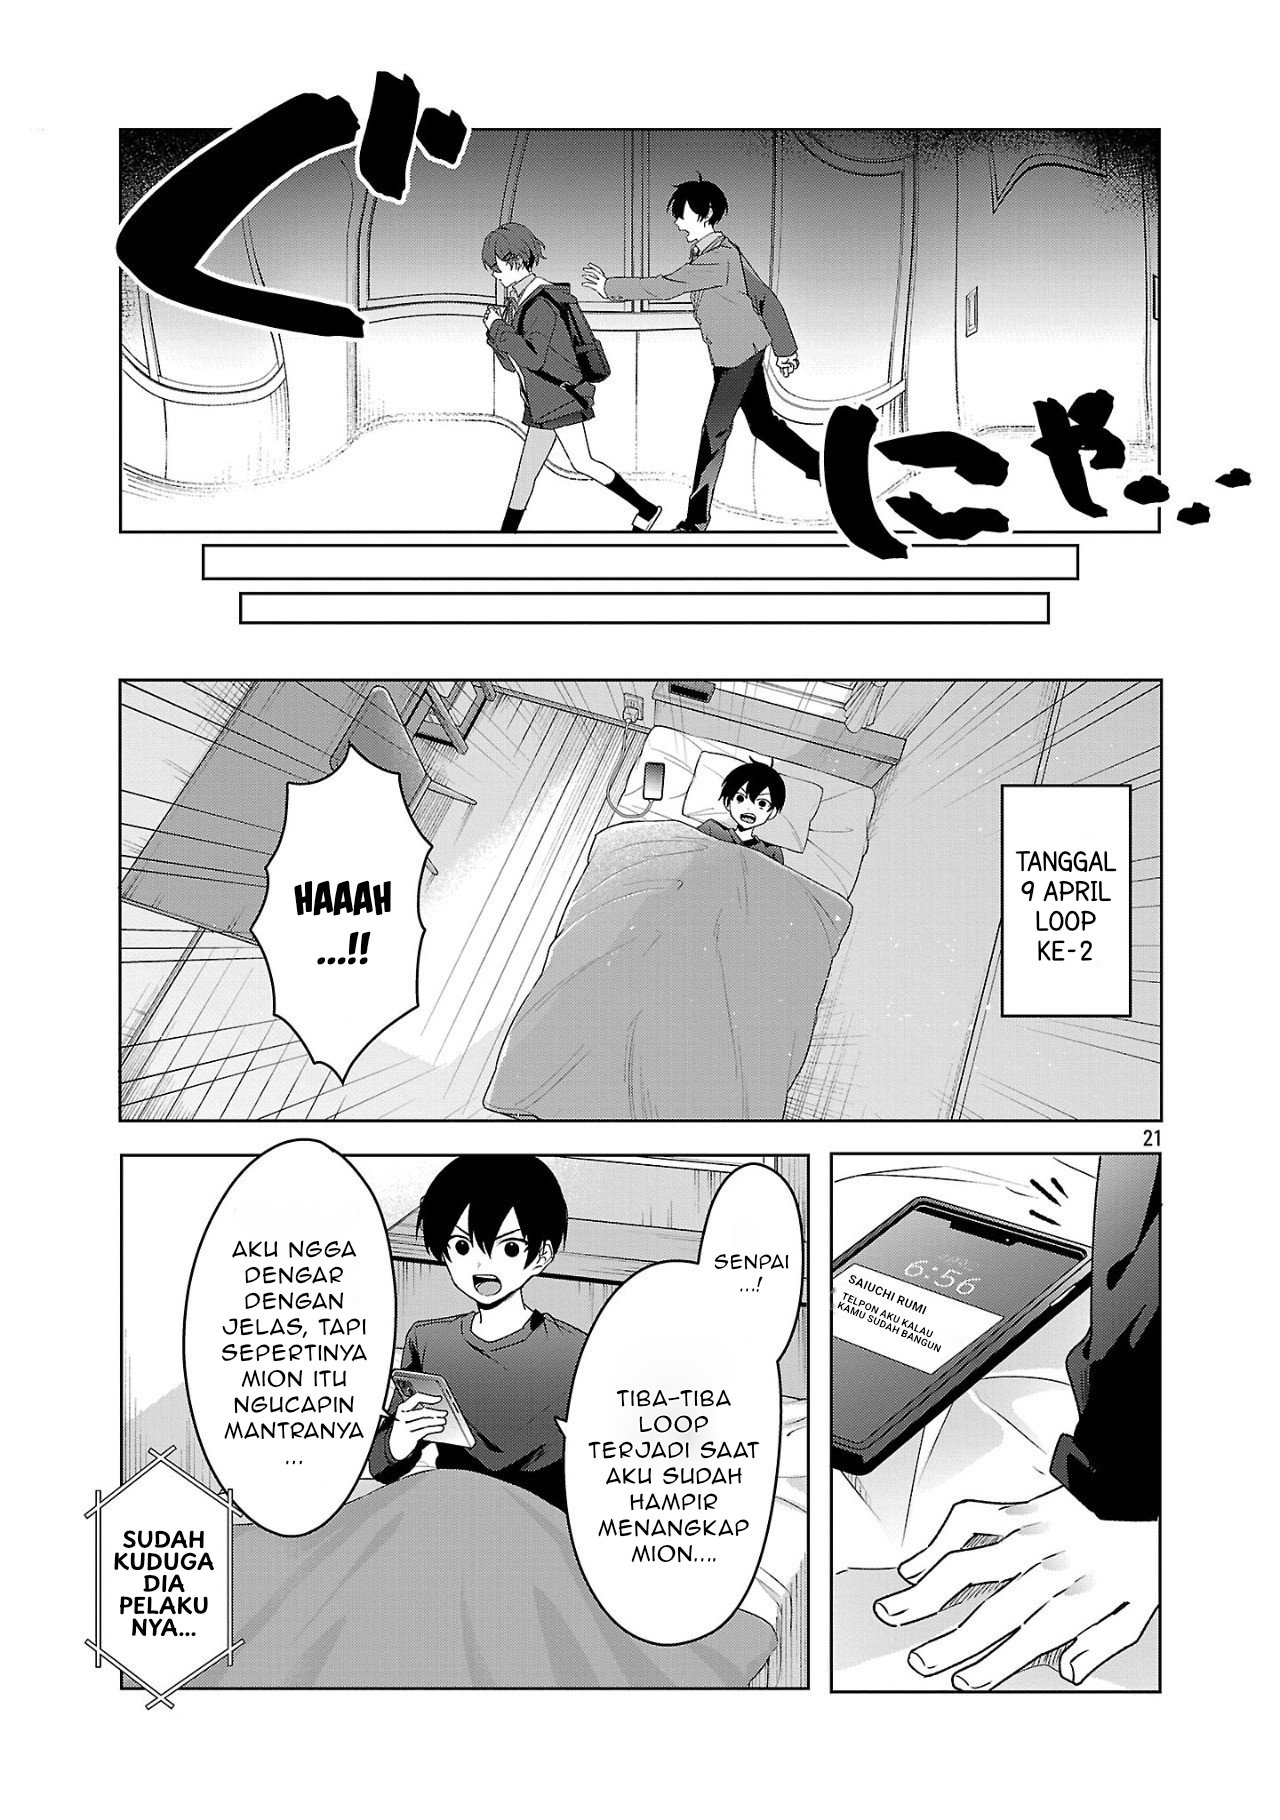 ぐ
にゃ...
HAAAH
...!!
TANGGAL
9 APRIL
LOOP
KE-2
21
6:56
SAIUCHI RUMI
TELPON AKU KALAU
KAMU SUDAH BANGUN
SENPAI
...!
TIBA-TIBA
LOOP
TERJADI SAAT
AKU SUDAH
HAMPIR
MENANGKAP
MION....
AKU NGGA
DENGAR
DENGAN
JELAS, TAPI
SEPERTINYA
MION ITU
NGUCAPIN
MANTRANYA
...
SUDAH
KUDUGA
DIA
PELAKU
NYA...